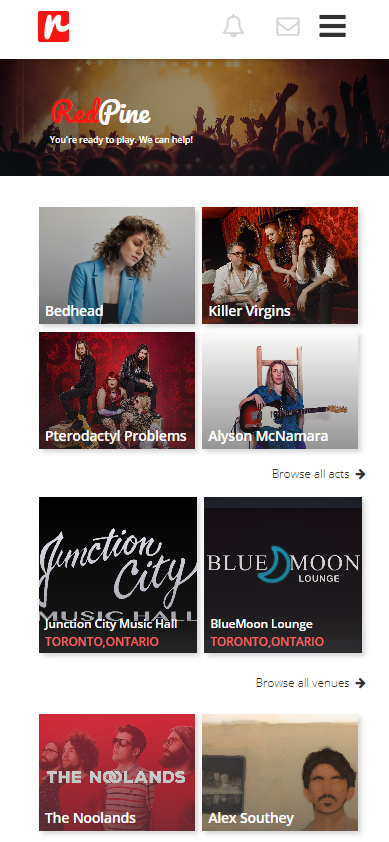 r
RedPine
You're ready to play. We can help!
Bedhead
Killer Virgins
Pterodactyl Problems
Alyson McNamara
Browse all acts
Junction
City
MUSIC HALL
Junction City Music Hall
TORONTO,ONTARIO
BLUE MOON
LOUNGE
BlueMoon Lounge
TORONTO,ONTARIO
Browse all venues
THE NOOLANDS
The Noolands
Alex Southey